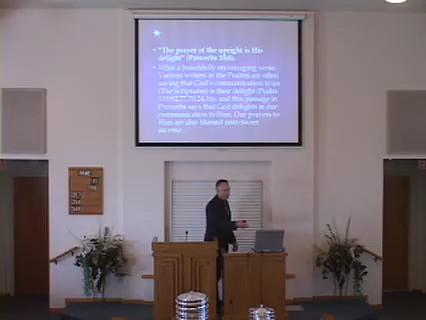 • "The prayer of the upright is His
delight" (Proverbs 15:8).
• What a beautifully encouraging verse.
Various writers in the Psalms are often
saying that God's communication to us
(The Scriptures) is their delight (Psalm
and this passage in
Proverbs says that God delights in our
communication to Him. Our prayers to
Him are also likened unto sweet
incense.